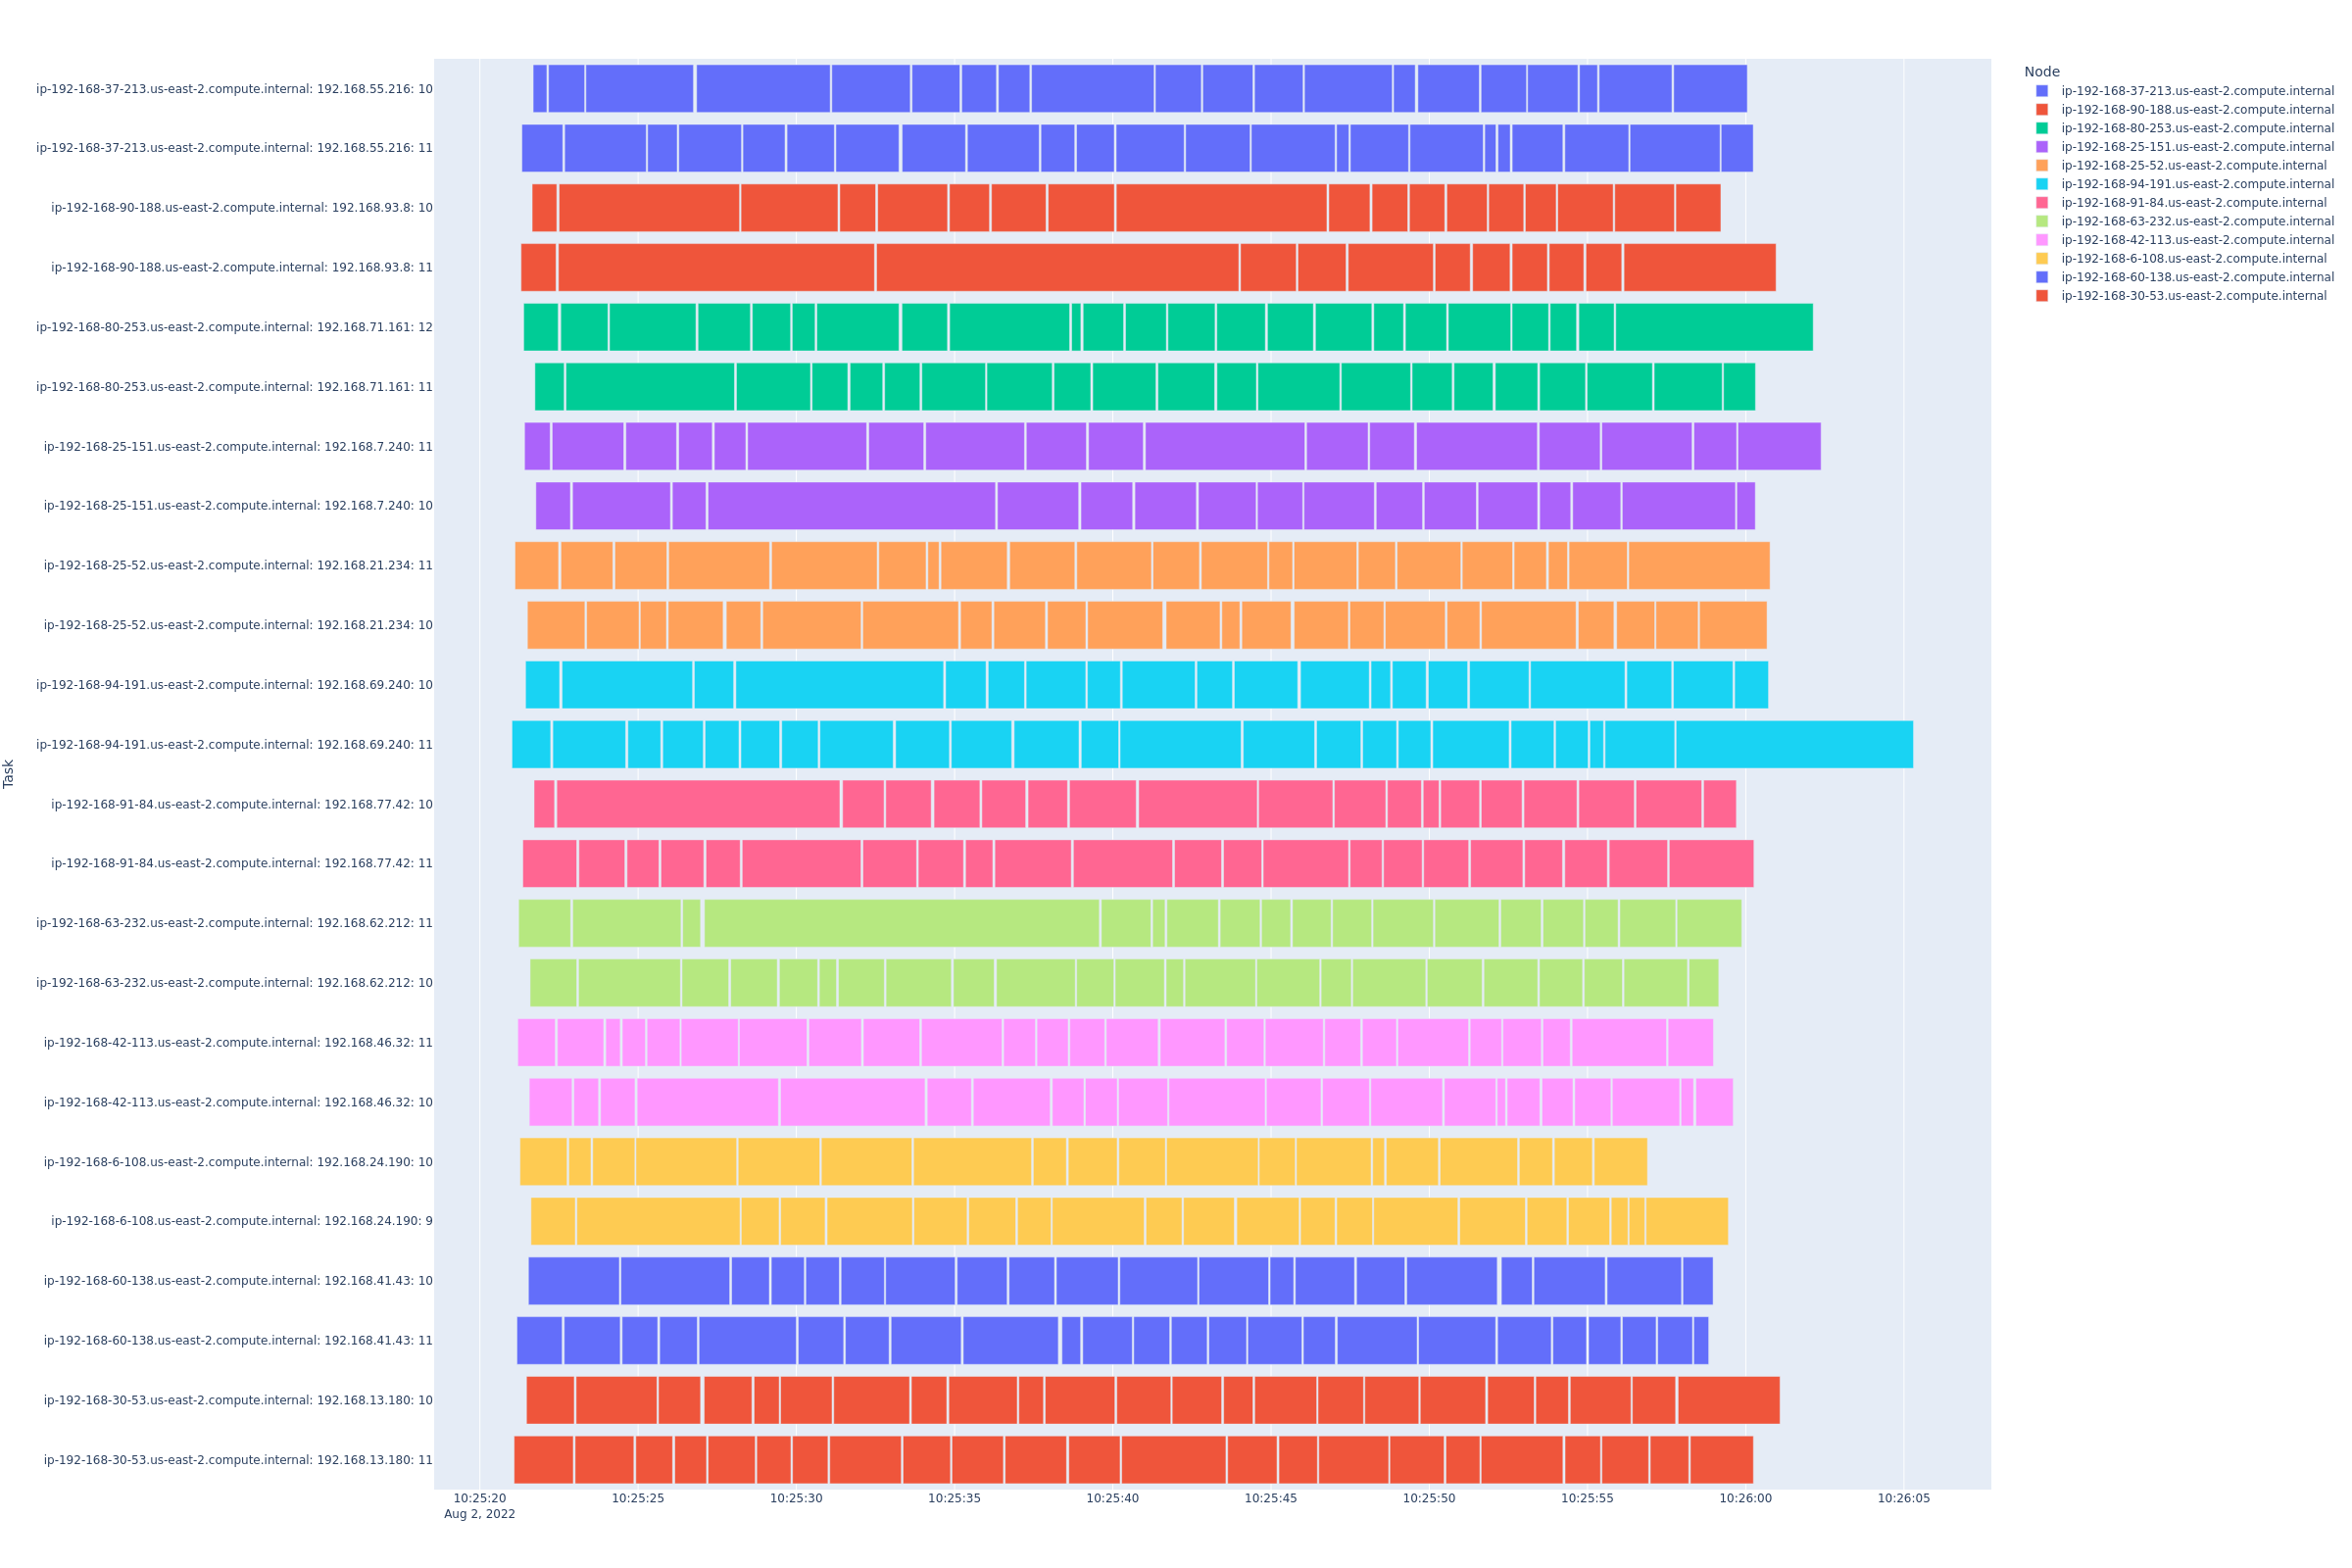 Node
ip-192-168-37-213.us-east-2.compute.internal
ip-192-168-90-188.us-east-2.compute.internal
ip-192-168-80-253.us-east-2.compute.internal
ip-192-168-25-151.us-east-2.compute.internal
ip-192-168-25-52.us-east-2.compute.internal
ip-192-168-94-191.us-east-2.compute.internal
ip-192-168-91-84.us-east-2.compute.internal
ip-192-168-63-232.us-east-2.compute.internal
ip-192-168-42-113.us-east-2.compute.internal
ip-192-168-6-108.us-east-2.compute.internal
ip-192-168-60-138.us-east-2.compute.internal
ip-192-168-30-53.us-east-2.compute.internal
Task
ip-192-168-37-213.us-east-2.compute.internal: 192.168.55.216: 10
ip-192-168-37-213.us-east-2.compute.internal: 192.168.55.216: 11
ip-192-168-90-188.us-east-2.compute.internal: 192.168.93.8: 10
ip-192-168-90-188.us-east-2.compute.internal: 192.168.93.8: 11
ip-192-168-80-253.us-east-2.compute.internal: 192.168.71.161: 12
ip-192-168-80-253.us-east-2.compute.internal: 192.168.71.161: 11
ip-192-168-25-151.us-east-2.compute.internal: 192.168.7.240: 11
ip-192-168-25-151.us-east-2.compute.internal: 192.168.7.240: 10
ip-192-168-25-52.us-east-2.compute.internal: 192.168.21.234: 11
ip-192-168-25-52.us-east-2.compute.internal: 192.168.21.234: 10
ip-192-168-94-191.us-east-2.compute.internal: 192.168.69.240: 10
ip-192-168-94-191.us-east-2.compute.internal: 192.168.69.240: 11
ip-192-168-91-84.us-east-2.compute.internal: 192.168.77.42: 10
ip-192-168-91-84.us-east-2.compute.internal: 192.168.77.42: 11
ip-192-168-63-232.us-east-2.compute.internal: 192.168.62.212: 11
ip-192-168-63-232.us-east-2.compute.internal: 192.168.62.212: 10
ip-192-168-42-113.us-east-2.compute.internal: 192.168.46.32: 11
ip-192-168-42-113.us-east-2.compute.internal: 192.168.46.32: 10
ip-192-168-6-108.us-east-2.compute.internal: 192.168.24.190: 10
ip-192-168-6-108.us-east-2.compute.internal: 192.168.24.190: 9
ip-192-168-60-138.us-east-2.compute.internal: 192.168.41.43: 10
ip-192-168-60-138.us-east-2.compute.internal: 192.168.41.43: 11
ip-192-168-30-53.us-east-2.compute.internal: 192.168.13.180: 10
ip-192-168-30-53.us-east-2.compute.internal: 192.168.13.180: 11
10:25:20 10:25:25 10:25:30 10:25:35 10:25:40 10:25:45 10:25:50 10:25:55 10:26:00 10:26:05
Aug 2, 2022